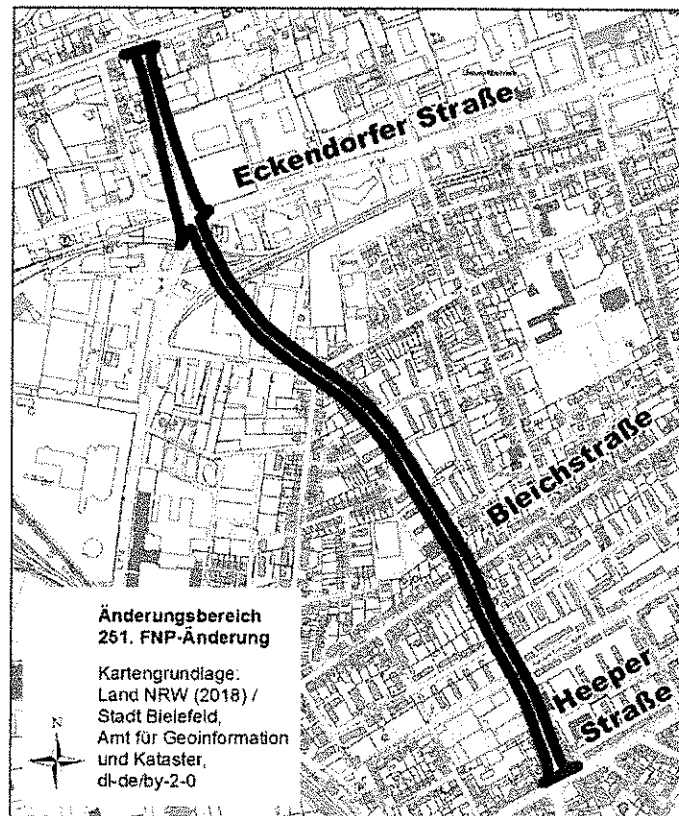 Eckendorfer Straße
Bleichstraße
Heeper
Straße
Änderungsbereich
251. FNP-Änderung
Kartengrundlage:
Land NRW (2018) /
Stadt Bielefeld,
Amt für Geoinformation
und Kataster,
dl-de/by-2-0
N